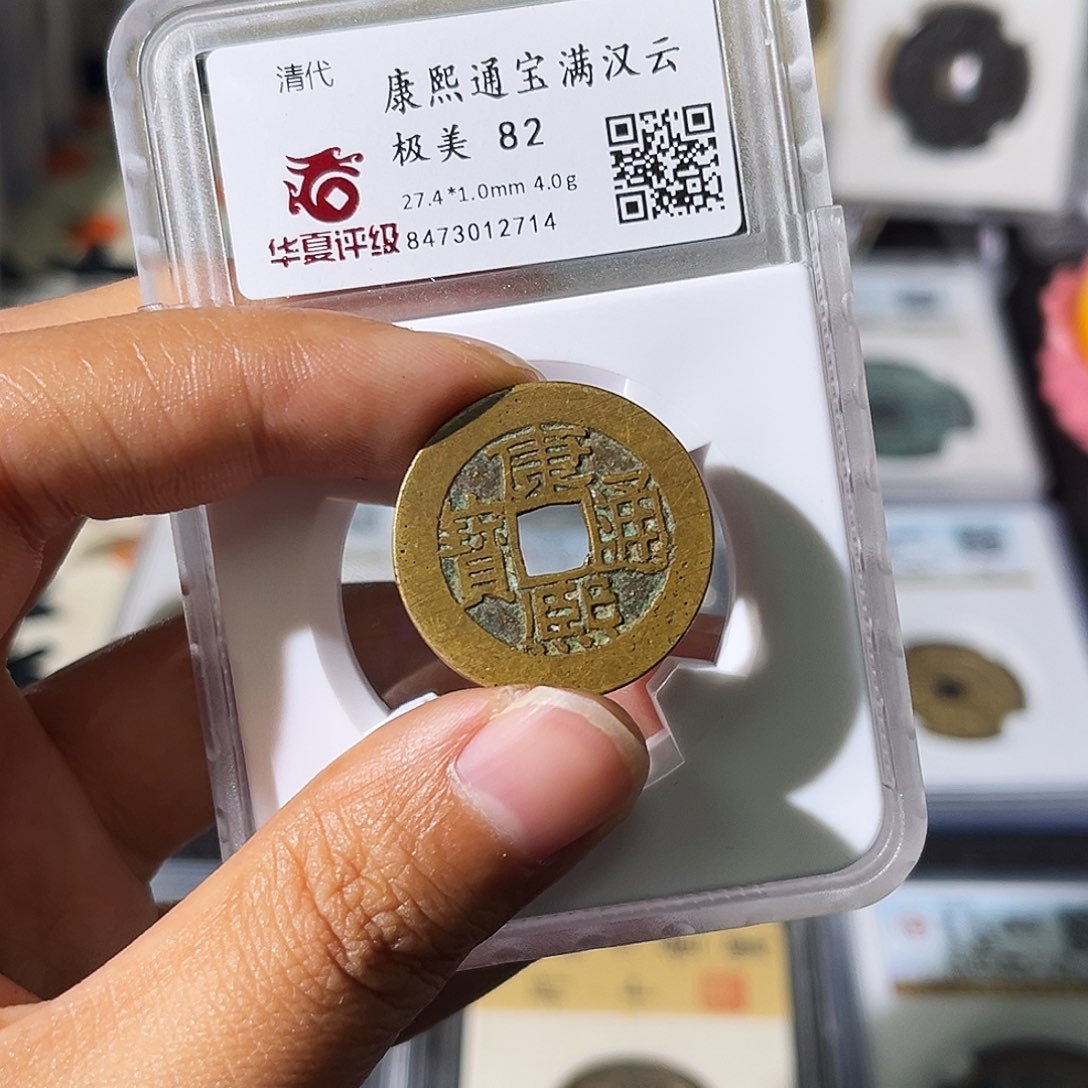 清代
康熙通宝满汉云
极美 82
27.4*1.0mm 4.0g
华夏评级
8473012714
康熙通寶